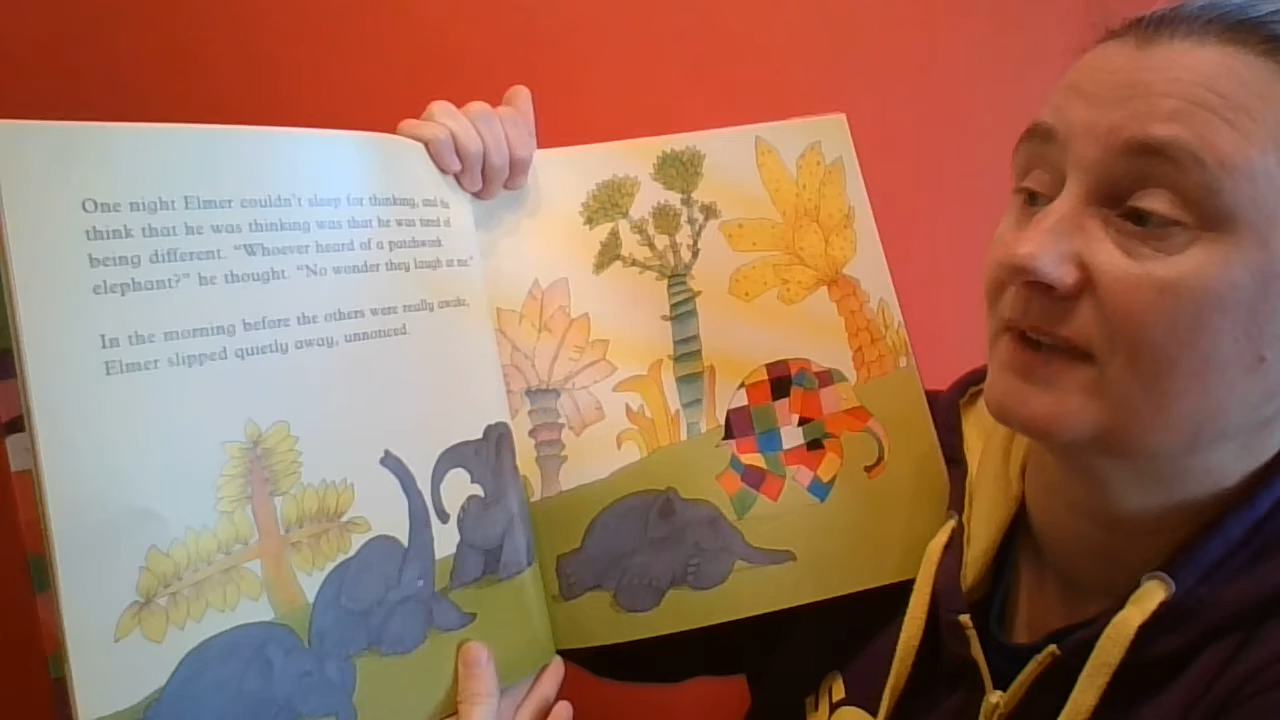 One night Elmer couldn't sleep for thinking, and the
think that he was thinking was that he was tired of
being different. "Whoever heard of a patchwork
elephant?" he thought. "No wonder they laugh at me."
In the morning before the others were really awake,
Elmer slipped quietly away, unnoticed.